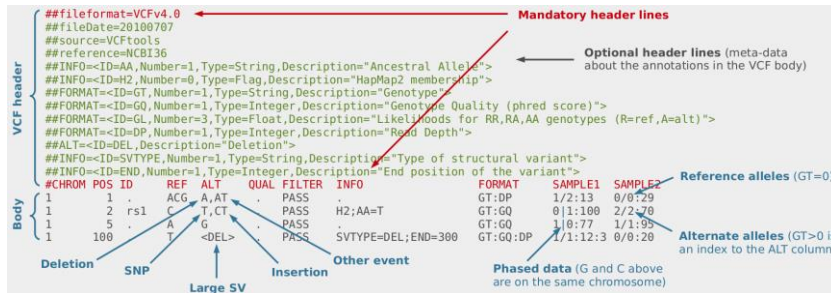 ##fileformat=VCFv4.0
Mandatory header lines
##fileDate=20100707
##source=VCFtools
##reference=NCBI36
##INFO=<ID=AA,Number=1,Type=String,Description="Ancestral Allele">
Optional header lines (meta-data
about the annotations in the VCF body)
##INFO=<ID=H2,Number=0,Type=Flag,Description="HapMap2 membership">
##FORMAT=<ID=GT,Number=1,Type=String,Description="Genotype">
##FORMAT=<ID=GQ,Number=1,Type=Integer,Description="Genotype Quality (phred score)">
##FORMAT=<ID=GL,Number=3,Type=Float,Description="Likelihoods for RR,RA,AA genotypes (R=ref,A=alt)">
##FORMAT=<ID=DP,Number=1,Type=Integer,Description="Read Depth">
##ALT=<ID=DEL,Description="Deletion">
##INFO=<ID=SVTYPE,Number=1,Type=String,Description="Type of structural variant">
##INFO=<ID=END,Number=1,Type=Integer,Description="End position of the variant">
VCF header
#CHROM POS ID REF ALT QUAL FILTER INFO FORMAT SAMPLE1 SAMPLE2
Reference alleles (GT=0)
Body
1 1 . ACG A,AT . PASS . GT:DP 1/2:13 0/0:29
1 2 rs1 C T,CT . PASS H2;AA=T GT:GQ 0|1:100 2/2:70
1 5 . A G . PASS . GT:GQ 1|0:77 1/1:95
1 100 T <DEL> . PASS SVTYPE=DEL;END=300 GT:GQ:DP 1/1:12:3 0/0:20
Alternate alleles (GT>0 i
an index to the ALT column
Deletion
SNP
Large SV
Insertion
Other event
Phased data (G and C above
are on the same chromosome)